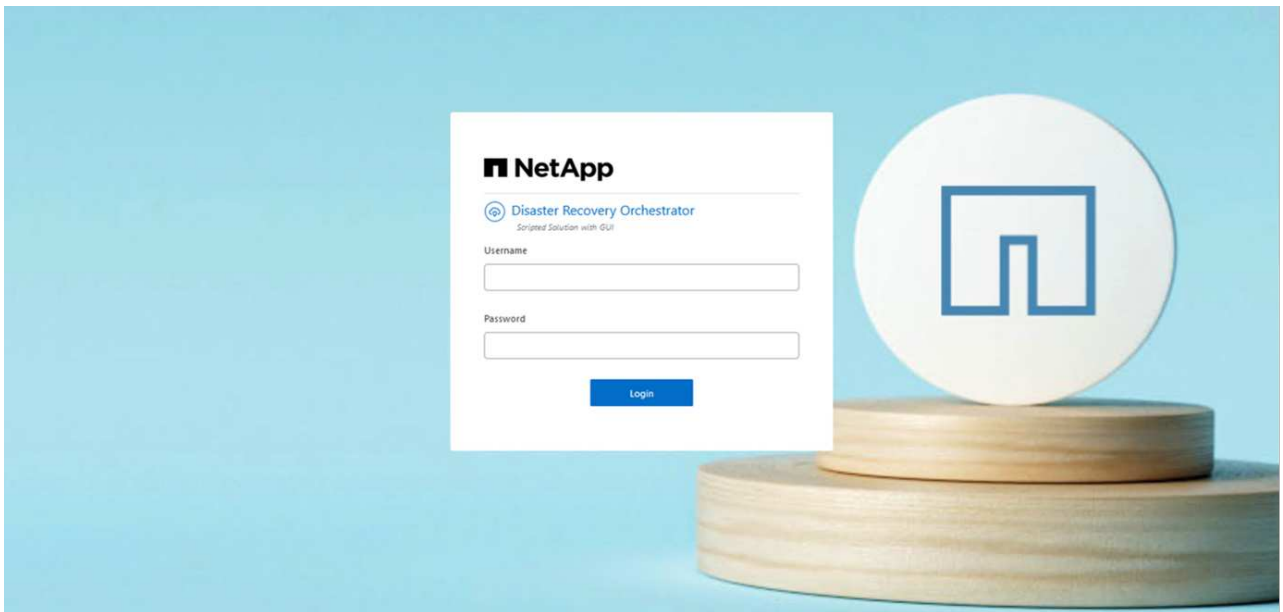 NetApp
Disaster Recovery Orchestrator
Scripted Solution with GUI
Username
Password
Login